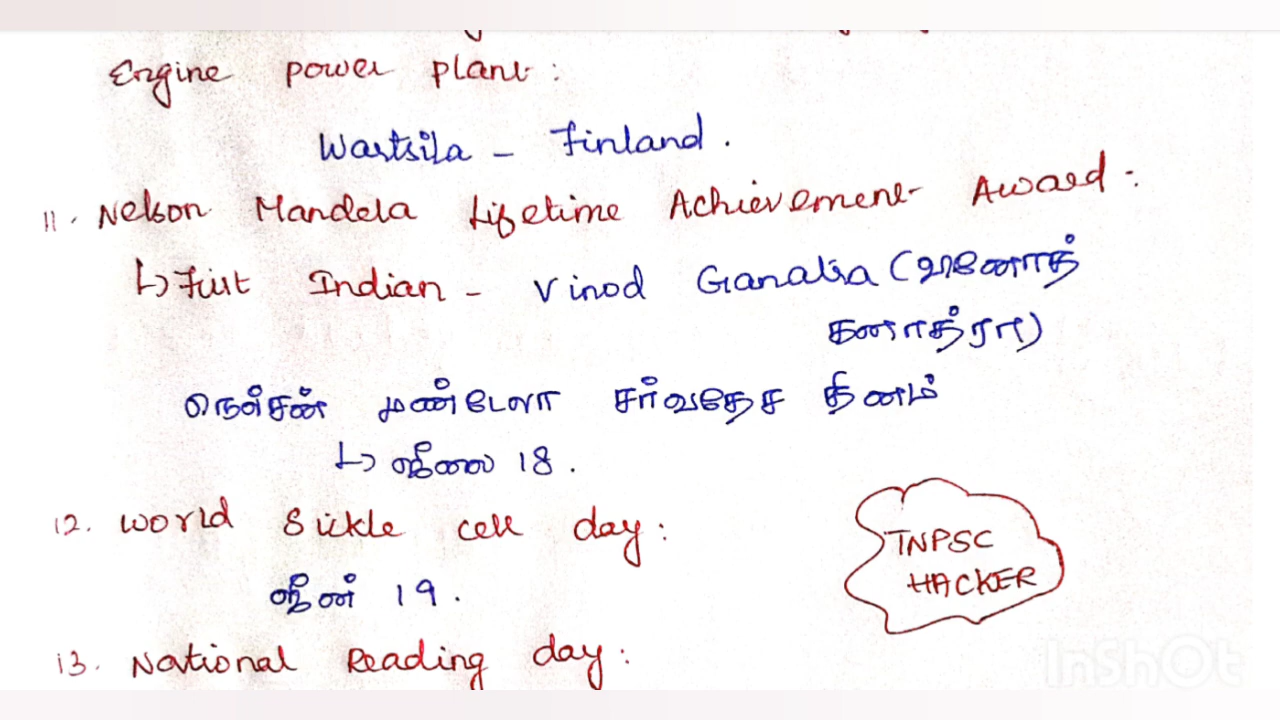 Engine power plant :
Wartsila - Finland .
11. Nelson Mandela Lifetime Achievement Award :-
↳ First Indian - Vinod Ganatra (வினோத்
கனாத்ரா)
நெல்சன் மண்டேலா சர்வதேச தினம்
↳ ஜூலை 18 .
12. World Sickle cell day :
ஜூன் 19 .
TNPSC
HACKER
13. National Reading day :
InShOt